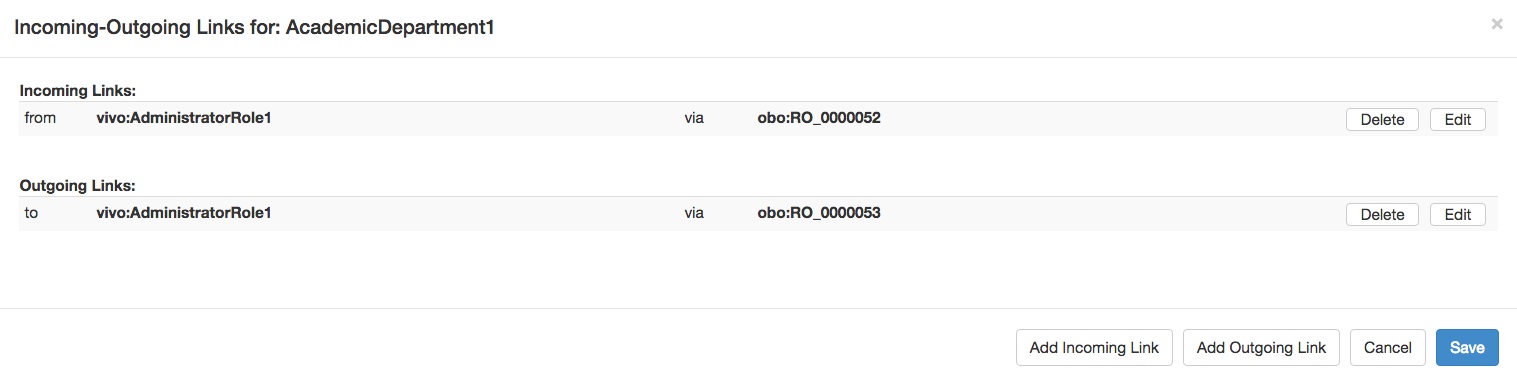 Incoming-Outgoing Links for: AcademicDepartment1 ×
Incoming Links:
from vivo:AdministratorRole1 via obo:RO_0000052 Delete Edit
Outgoing Links:
to vivo:AdministratorRole1 via obo:RO_0000053 Delete Edit
Add Incoming Link Add Outgoing Link Cancel Save